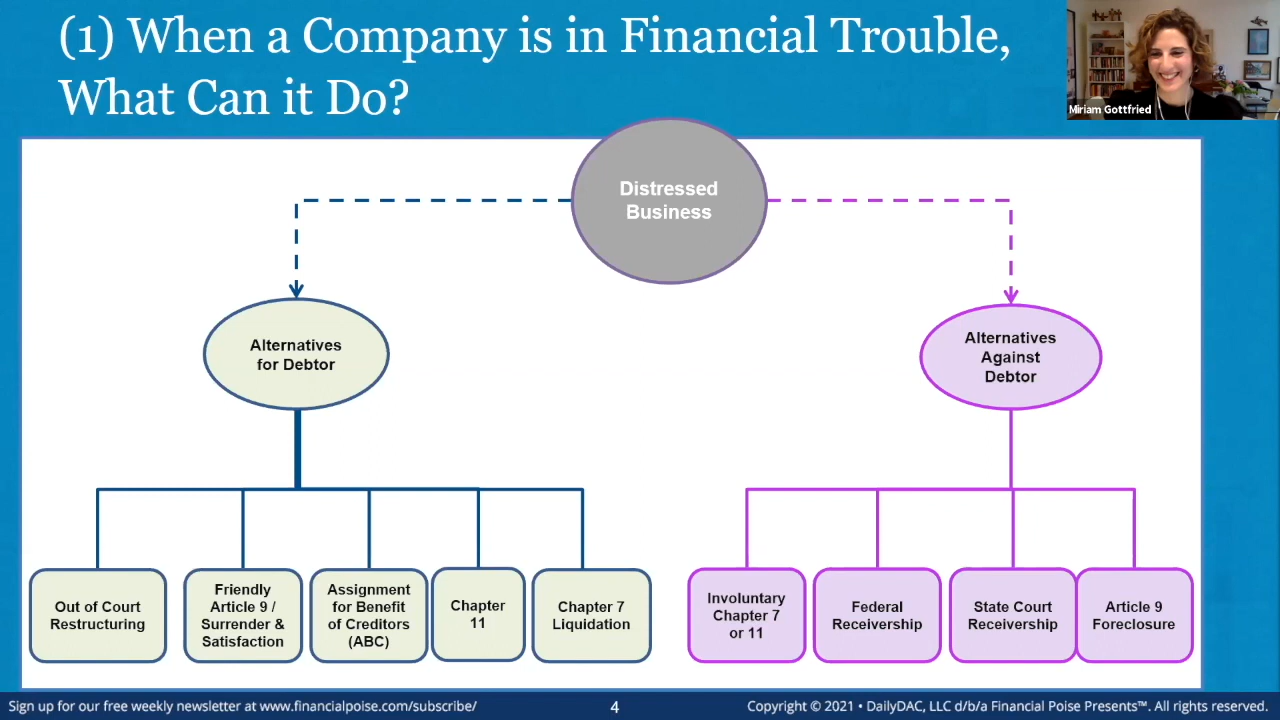 (1) When a Company is in Financial Trouble,
What Can it Do?
Miriam Gottfried
Distressed
Business
Alternatives
for Debtor
Alternatives
Against
Debtor
Out of Court
Restructuring
Friendly
Article 9 /
Surrender &
Satisfaction
Assignment
for Benefit
of Creditors
(ABC)
Chapter
11
Chapter 7
Liquidation
Involuntary
Chapter 7
or 11
Federal
Receivership
State Court
Receivership
Article 9
Foreclosure
Sign up for our free weekly newsletter at www.financialpoise.com/subscribe/
4
Copyright © 2021 • DailyDAC, LLC d/b/a Financial Poise Presents™. All rights reserved.